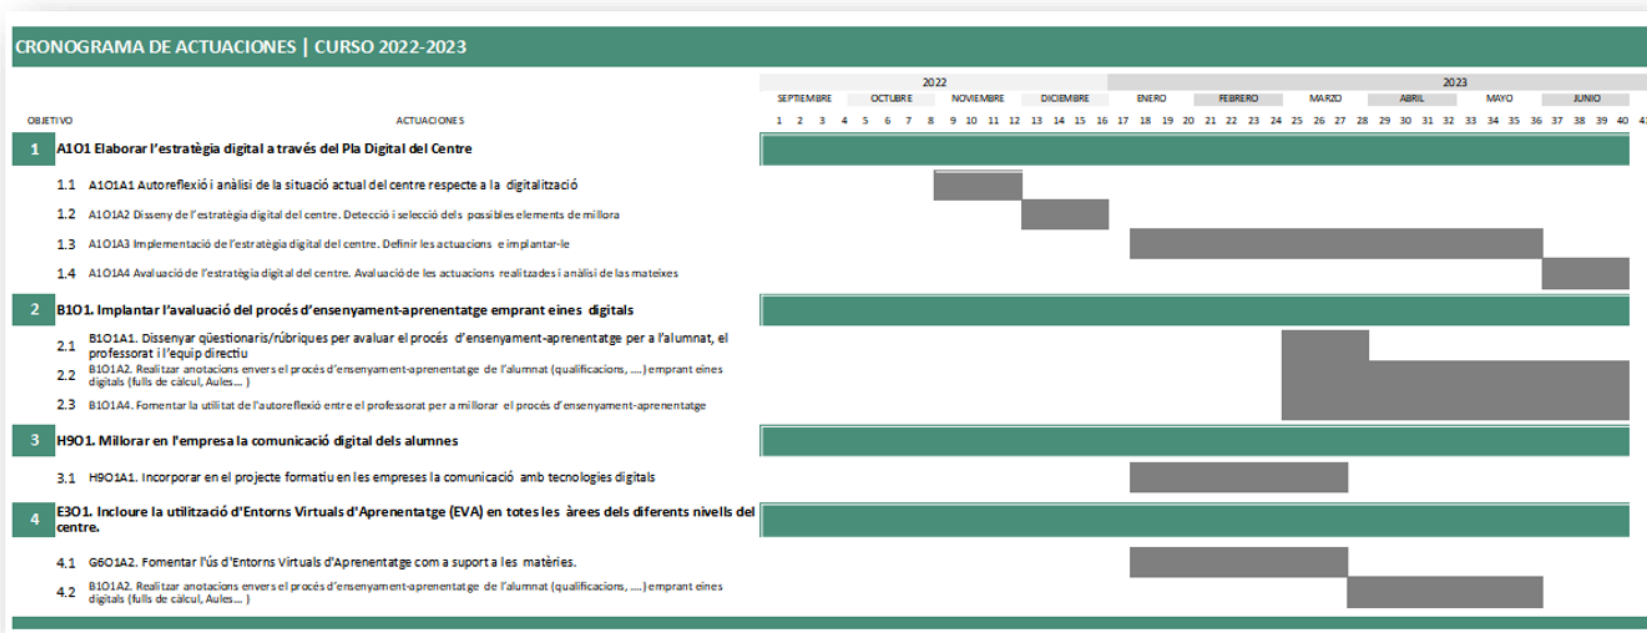 CRONOGRAMA DE ACTUACIONES | CURSO 2022-2023
2022 2023
SEPTIEMBRE OCTUBRE NOVIEMBRE DICIEMBRE ENERO FEBRERO MARZO ABRIL MAYO JUNIO
OBJETIVO ACTUACIONES 1 2 3 4 5 6 7 8 9 10 11 12 13 14 15 16 17 18 19 20 21 22 23 24 25 26 27 28 29 30 31 32 33 34 35 36 37 38 39 40 41
1 A1O1 Elaborar l'estratègia digital a través del Pla Digital del Centre
1.1 A1O1A1 Autoreflexió i anàlisi de la situació actual del centre respecte a la digitalització
1.2 A1O1A2 Disseny de l'estratègia digital del centre. Detecció i selecció dels possibles elements de millora
1.3 A1O1A3 Implementació de l'estratègia digital del centre. Definir les actuacions e implantar-le
1.4 A1O1A4 Avaluació de l'estratègia digital del centre. Avaluació de les actuacions realitzades i anàlisi de las mateixes
2 B1O1. Implantar l'avaluació del procés d'ensenyament-aprenentatge emprant eines digitals
2.1 B1O1A1. Dissenyar qüestionaris/rúbriques per avaluar el procés d'ensenyament-aprenentatge per a l'alumnat, el
professorat i l'equip directiu
2.2 B1O1A2. Realitzar anotacions envers el procés d'ensenyament-aprenentatge de l'alumnat (qualificacions, ....) emprant eines
digitals (fulls de càlcul, Aules... )
2.3 B1O1A4. Fomentar la utilitat de l'autoreflexió entre el professorat per a millorar el procés d'ensenyament-aprenentatge
3 H9O1. Millorar en l'empresa la comunicació digital dels alumnes
3.1 H9O1A1. Incorporar en el projecte formatiu en les empreses la comunicació amb tecnologies digitals
4 E3O1. Incloure la utilització d'Entorns Virtuals d'Aprenentatge (EVA) en totes les àrees dels diferents nivells del
centre.
4.1 G6O1A2. Fomentar l'ús d'Entorns Virtuals d'Aprenentatge com a suport a les matèries.
4.2 B1O1A2. Realitzar anotacions envers el procés d'ensenyament-aprenentatge de l'alumnat (qualificacions, ....) emprant eines
digitals (fulls de càlcul, Aules... )